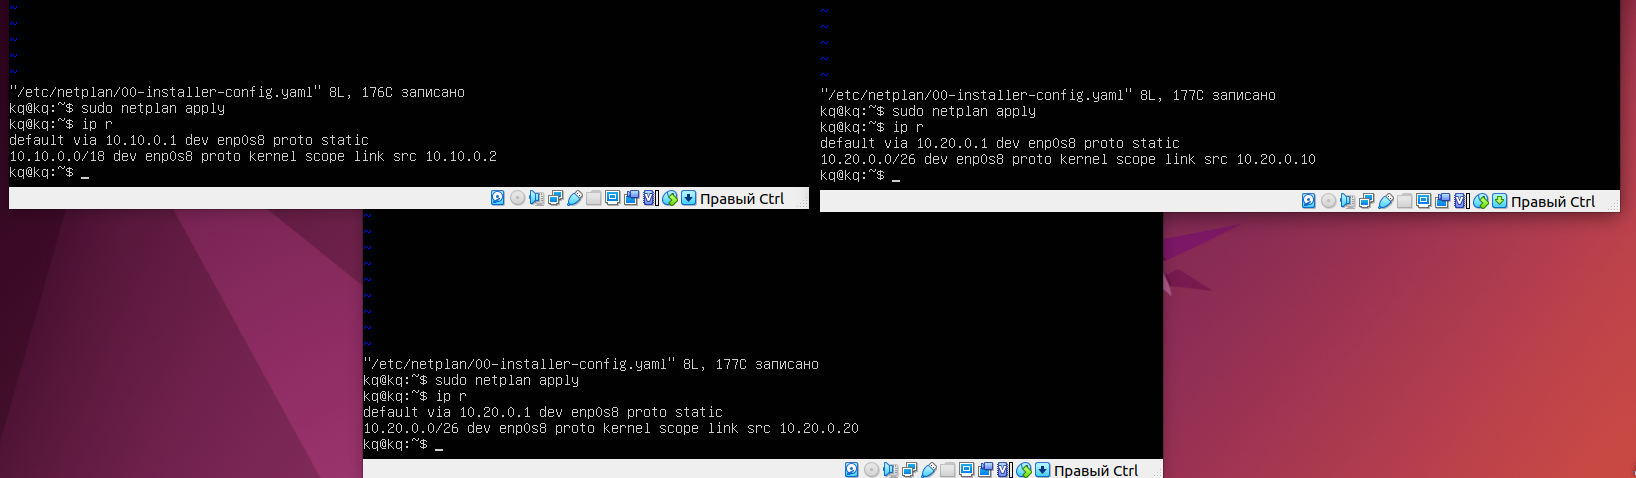 ~
~
~
~
~
"/etc/netplan/00-installer-config.yaml" 8L, 176C записано
kq@kq:~$ sudo netplan apply
kq@kq:~$ ip r
default via 10.10.0.1 dev enp0s8 proto static
10.10.0.0/18 dev enp0s8 proto kernel scope link src 10.10.0.2
kq@kq:~$ _
Правый Ctrl
~
~
~
~
~
"/etc/netplan/00-installer-config.yaml" 8L, 177C записано
kq@kq:~$ sudo netplan apply
kq@kq:~$ ip r
default via 10.20.0.1 dev enp0s8 proto static
10.20.0.0/26 dev enp0s8 proto kernel scope link src 10.20.0.10
kq@kq:~$ _
Правый Ctrl
~
~
~
~
~
~
~
~
~
"/etc/netplan/00-installer-config.yaml" 8L, 177C записано
kq@kq:~$ sudo netplan apply
kq@kq:~$ ip r
default via 10.20.0.1 dev enp0s8 proto static
10.20.0.0/26 dev enp0s8 proto kernel scope link src 10.20.0.20
kq@kq:~$ _
Правый Ctrl